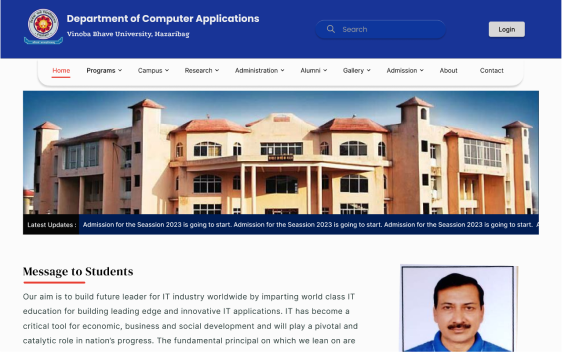 Department of Computer Applications
Vinoba Bhave University, Hazaribag
Search
Login
Home Programs Campus Research Administration Alumni Gallery Admission About Contact
Latest Updates : Admission for the Seassion 2023 is going to start. Admission for the Seassion 2023 is going to start. Admission for the Seassion 2023 is going to start. A
Message to Students
Our aim is to build future leader for IT industry worldwide by imparting world class IT
education for building leading edge and innovative IT applications. IT has become a
critical tool for economic, business and social development and will play a pivotal and
catalytic role in nation's progress. The fundamental principal on which we lean on are